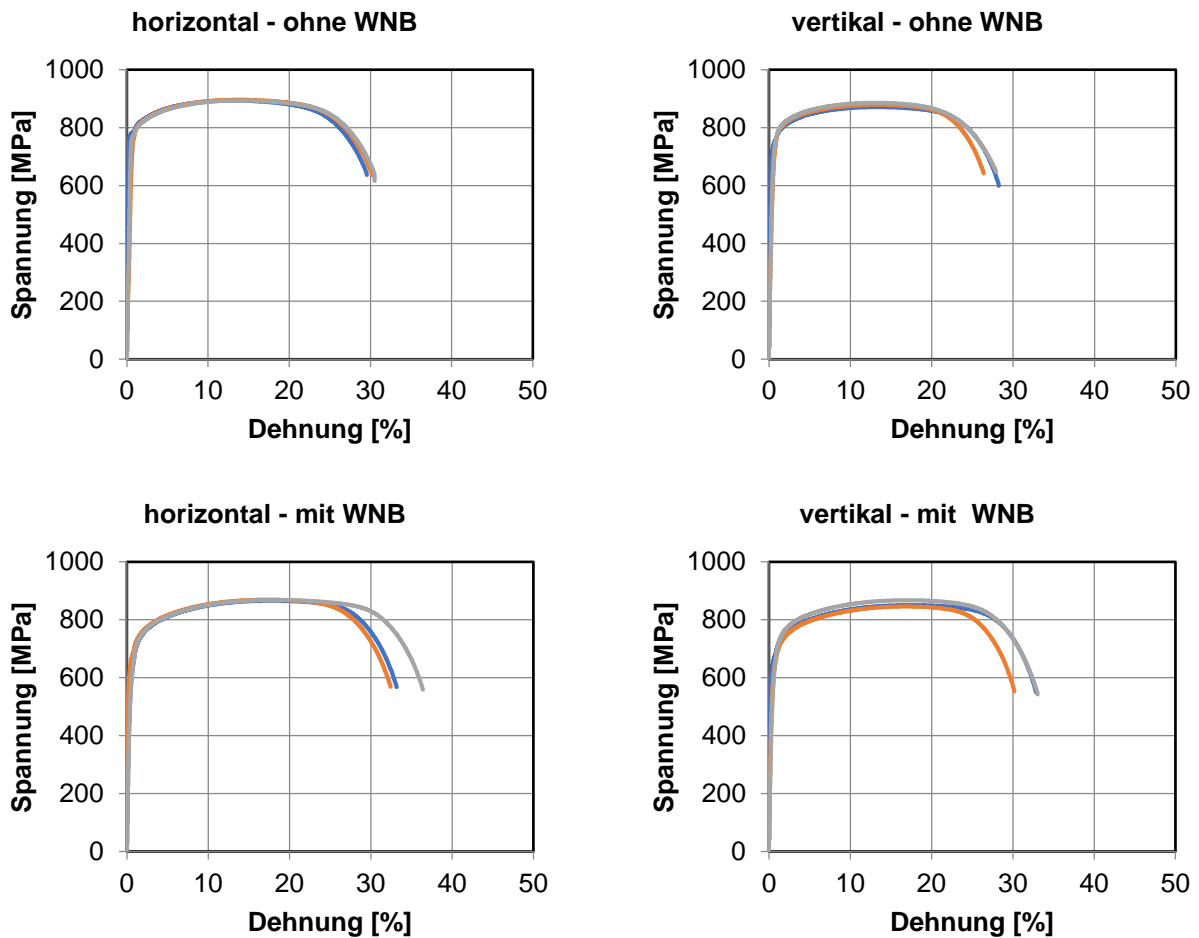 horizontal - ohne WNB
1000
800
600
400
200
0
0 10 20 30 40 50
Spannung [MPa]
Dehnung [%]
vertikal - ohne WNB
1000
800
600
400
200
0
0 10 20 30 40 50
Spannung [MPa]
Dehnung [%]
horizontal - mit WNB
1000
800
600
400
200
0
0 10 20 30 40 50
Spannung [MPa]
Dehnung [%]
vertikal - mit  WNB
1000
800
600
400
200
0
0 10 20 30 40 50
Spannung [MPa]
Dehnung [%]